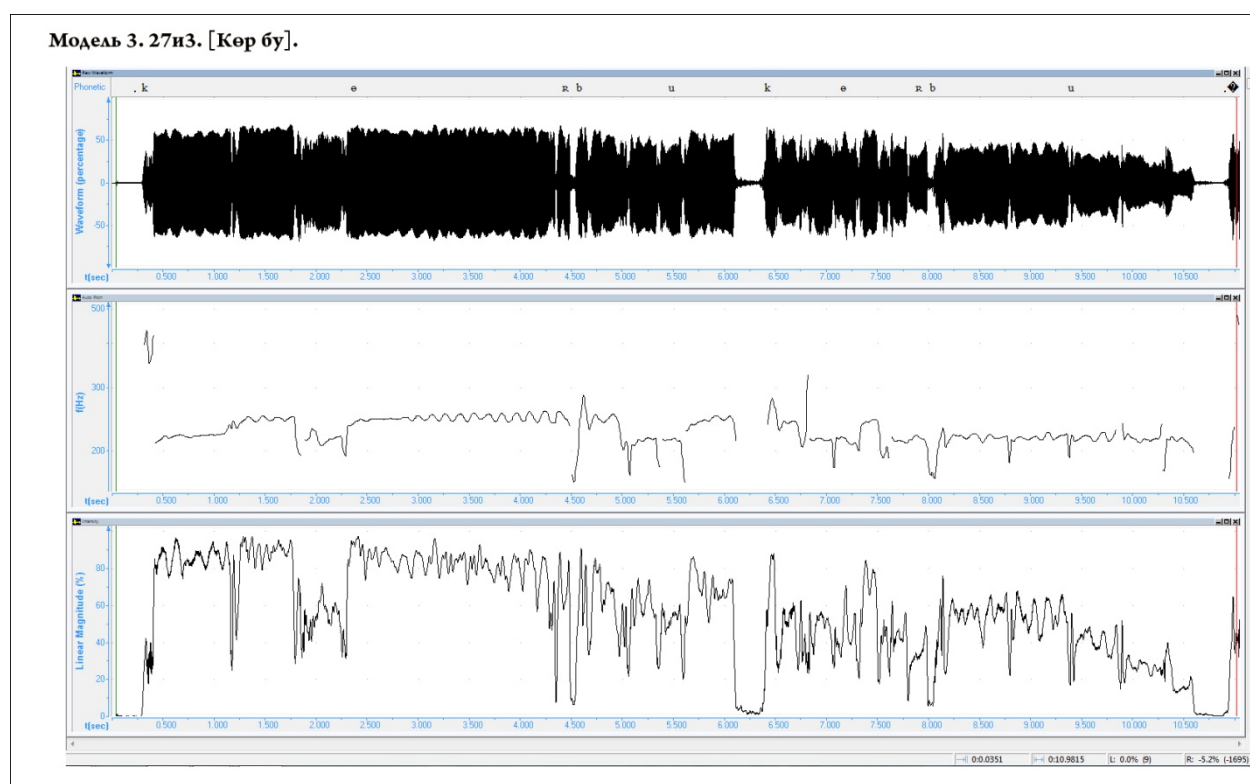 Модель 3. 27и3. [Көр бу].
Raw Waveform
Phonetic . k e ʀ b u k e ʀ b u .�
Waveform (percentage)
50
0
-50
t(sec) 0.500 1.000 1.500 2.000 2.500 3.000 3.500 4.000 4.500 5.000 5.500 6.000 6.500 7.000 7.500 8.000 8.500 9.000 9.500 10.000 10.500
Auto Pitch
500
300
f(Hz)
200
t(sec) 0.500 1.000 1.500 2.000 2.500 3.000 3.500 4.000 4.500 5.000 5.500 6.000 6.500 7.000 7.500 8.000 8.500 9.000 9.500 10.000 10.500
Intensity
Linear Magnitude (%)
80
60
40
20
0
t(sec) 0.500 1.000 1.500 2.000 2.500 3.000 3.500 4.000 4.500 5.000 5.500 6.000 6.500 7.000 7.500 8.000 8.500 9.000 9.500 10.000 10.500
0:0.0351 0:10.9815 L: 0.0% (9) R: -5.2% (-1695)